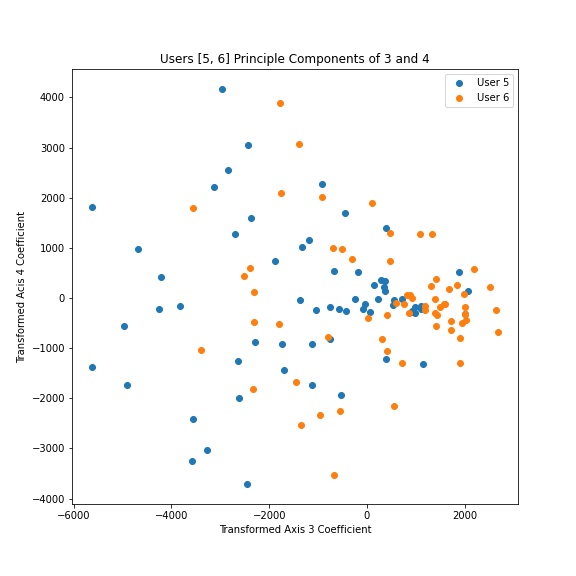 Users [5, 6] Principle Components of 3 and 4
User 5
User 6
Transformed Acis 4 Coefficient
4000
3000
2000
1000
0
−1000
−2000
−3000
−4000
−6000 −4000 −2000 0 2000
Transformed Axis 3 Coefficient